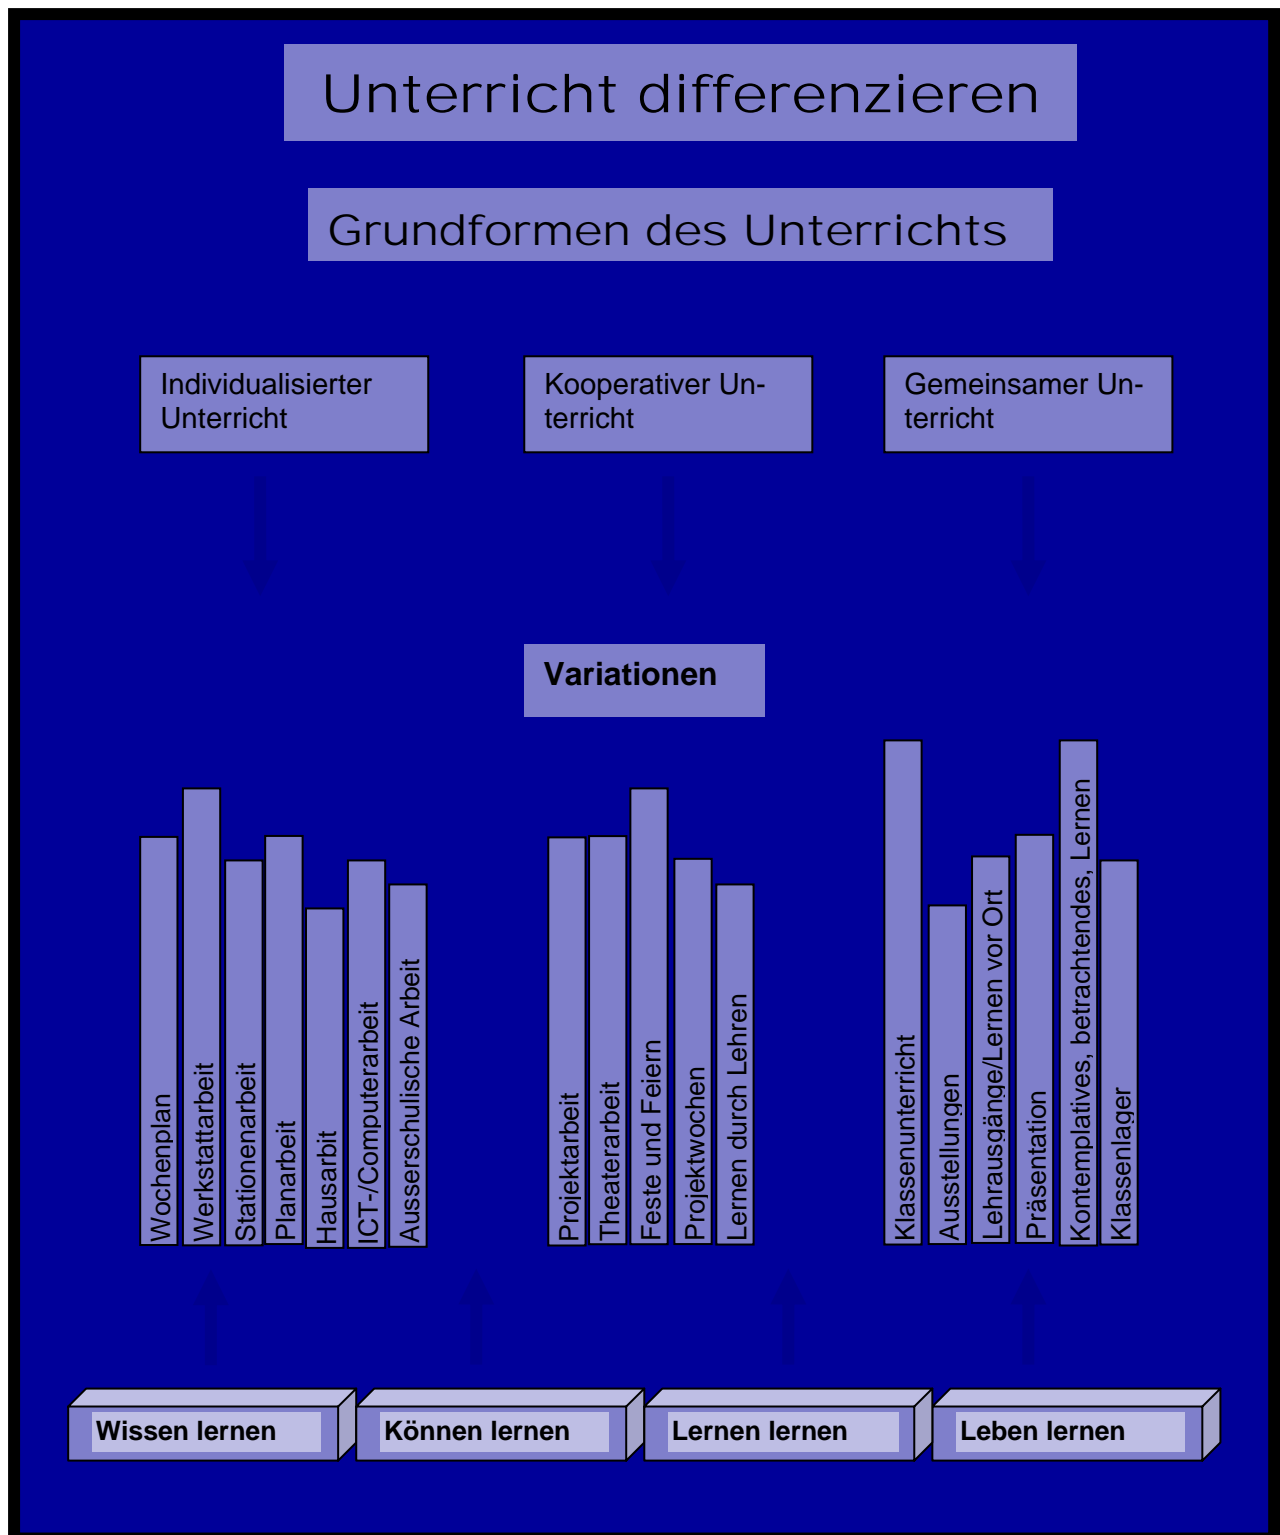 Unterricht differenzieren
Grundformen des Unterrichts
Individualisierter
Unterricht
Kooperativer Un-
terricht
Gemeinsamer Un-
terricht
Variationen
Wochenplan
Werkstattarbeit
Stationenarbeit
Planarbeit
Hausarbit
ICT-/Computerarbeit
Ausserschulische Arbeit
Projektarbeit
Theaterarbeit
Feste und Feiern
Projektwochen
Lernen durch Lehren
Klassenunterricht
Ausstellungen
Lehrausgänge/Lernen vor Ort
Präsentation
Kontemplatives, betrachtendes, Lernen
Klassenlager
Wissen lernen
Können lernen
Lernen lernen
Leben lernen